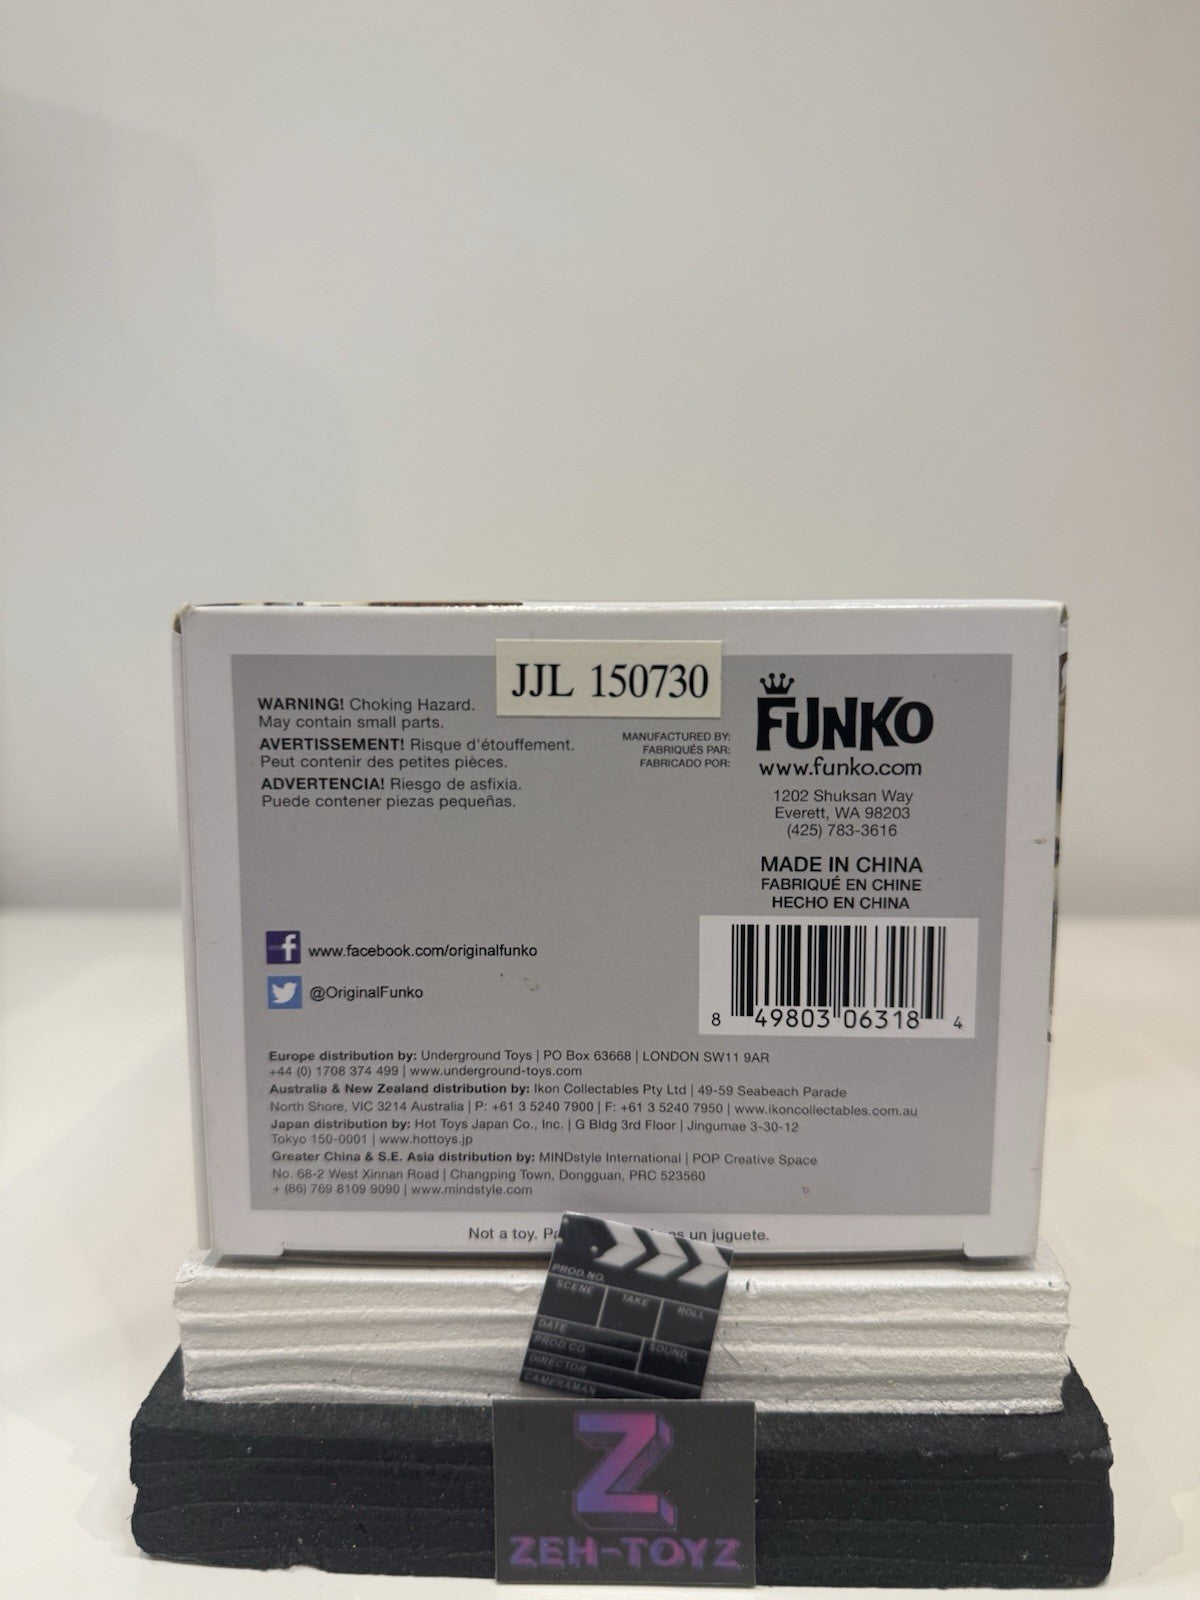 JJL 150730
WARNING! Choking Hazard.
May contain small parts.
AVERTISSEMENT! Risque d'étouffement.
Peut contenir des petites pièces.
ADVERTENCIA! Riesgo de asfixia.
Puede contener piezas pequeñas.
MANUFACTURED BY:
FABRIQUÉS PAR:
FABRICADO POR:
FUNKO
www.funko.com
1202 Shuksan Way
Everett, WA 98203
(425) 783-3616
MADE IN CHINA
FABRIQUÉ EN CHINE
HECHO EN CHINA
8 49803 06318 4
f www.facebook.com/originalfunko
@OriginalFunko
Europe distribution by: Underground Toys | PO Box 63668 | LONDON SW11 9AR
+44 (0) 1708 374 499 | www.underground-toys.com
Australia & New Zealand distribution by: Ikon Collectables Pty Ltd | 49-59 Seabeach Parade
North Shore, VIC 3214 Australia | P: +61 3 5240 7900 | F: +61 3 5240 7950 | www.ikoncollectables.com.au
Japan distribution by: Hot Toys Japan Co., Inc. | G Bldg 3rd Floor | Jingumae 3-30-12
Tokyo 150-0001 | www.hottoys.jp
Greater China & S.E. Asia distribution by: MINDstyle International | POP Creative Space
No. 68-2 West Xinnan Road | Changping Town, Dongguan, PRC 523560
+ (86) 769 8109 9090 | www.mindstyle.com
Not a toy. un juguete.
PROD.NO.
SCENE TAKE ROLL
DATE SOUND
PROD.CO.
DIRECTOR
CAMERAMAN
Z
ZEH-TOYZ